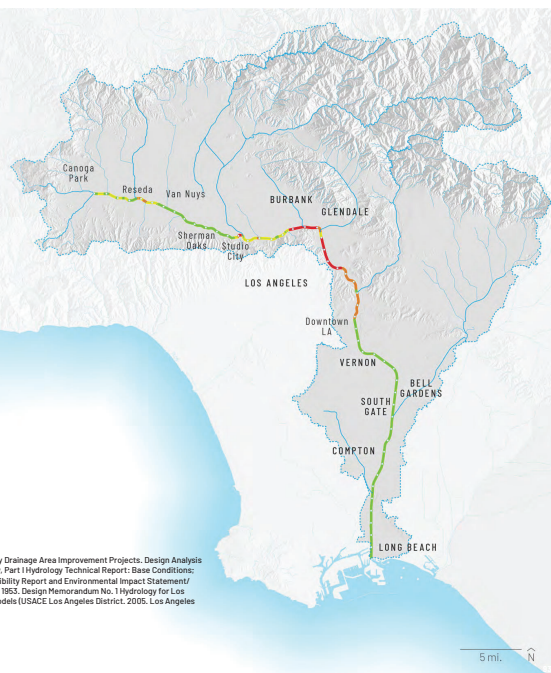 Canoga
Park
Reseda
Van Nuys
BURBANK
GLENDALE
Sherman
Oaks
Studio
City
LOS ANGELES
Downtown
LA
VERNON
BELL
GARDENS
SOUTH
GATE
COMPTON
LONG BEACH
y Drainage Area Improvement Projects. Design Analysis
, Part I Hydrology Technical Report: Base Conditions;
ibility Report and Environmental Impact Statement/
1953. Design Memorandum No. 1 Hydrology for Los
dels (USACE Los Angeles District. 2005. Los Angeles
5 mi.
N